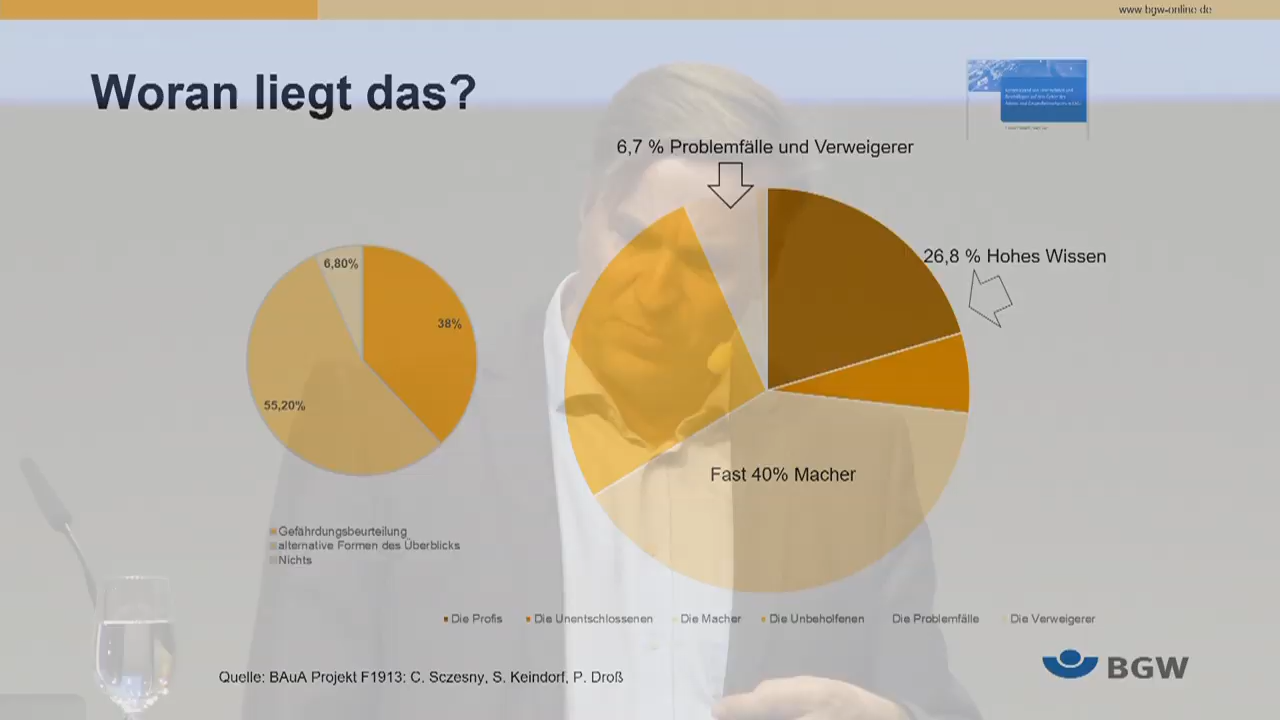 www.bgw-online.de
Woran liegt das?
6,7 % Problemfälle und Verweigerer
26,8 % Hohes Wissen
6,80%
38%
55,20%
Fast 40% Macher
Gefährdungsbeurteilung
alternative Formen des Überblicks
Nichts
Die Profis Die Unentschlossenen Die Macher Die Unbeholfenen Die Problemfälle Die Verweigerer
Quelle: BAuA Projekt F1913: C. Sczesny, S. Keindorf, P. Droß
BGW